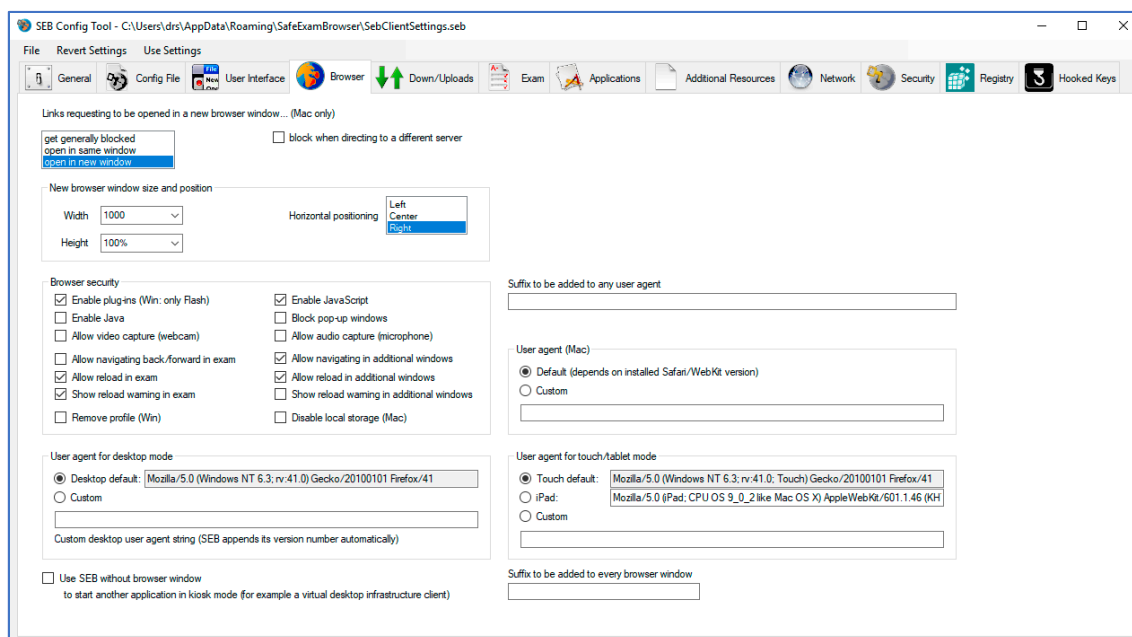 SEB Config Tool - C:\Users\drs\AppData\Roaming\SafeExamBrowser\SebClientSettings.seb
File Revert Settings Use Settings
General Config File User Interface Browser Down/Uploads Exam Applications Additional Resources Network Security Registry Hooked Keys
Links requesting to be opened in a new browser window... (Mac only)
get generally blocked
open in same window
open in new window
block when directing to a different server
New browser window size and position
Width 1000
Height 100%
Horizontal positioning
Left
Center
Right
Browser security
Enable plug-ins (Win: only Flash) Enable JavaScript
Enable Java Block pop-up windows
Allow video capture (webcam) Allow audio capture (microphone)
Allow navigating back/forward in exam Allow navigating in additional windows
Allow reload in exam Allow reload in additional windows
Show reload warning in exam Show reload warning in additional windows
Remove profile (Win) Disable local storage (Mac)
Suffix to be added to any user agent
User agent (Mac)
Default (depends on installed Safari/WebKit version)
Custom
User agent for desktop mode
Desktop default: Mozilla/5.0 (Windows NT 6.3; rv:41.0) Gecko/20100101 Firefox/41
Custom
Custom desktop user agent string (SEB appends its version number automatically)
User agent for touch/tablet mode
Touch default: Mozilla/5.0 (Windows NT 6.3; rv:41.0; Touch) Gecko/20100101 Firefox/41
iPad: Mozilla/5.0 (iPad; CPU OS 9_0_2 like Mac OS X) AppleWebKit/601.1.46 (KH
Custom
Use SEB without browser window
to start another application in kiosk mode (for example a virtual desktop infrastructure client)
Suffix to be added to every browser window